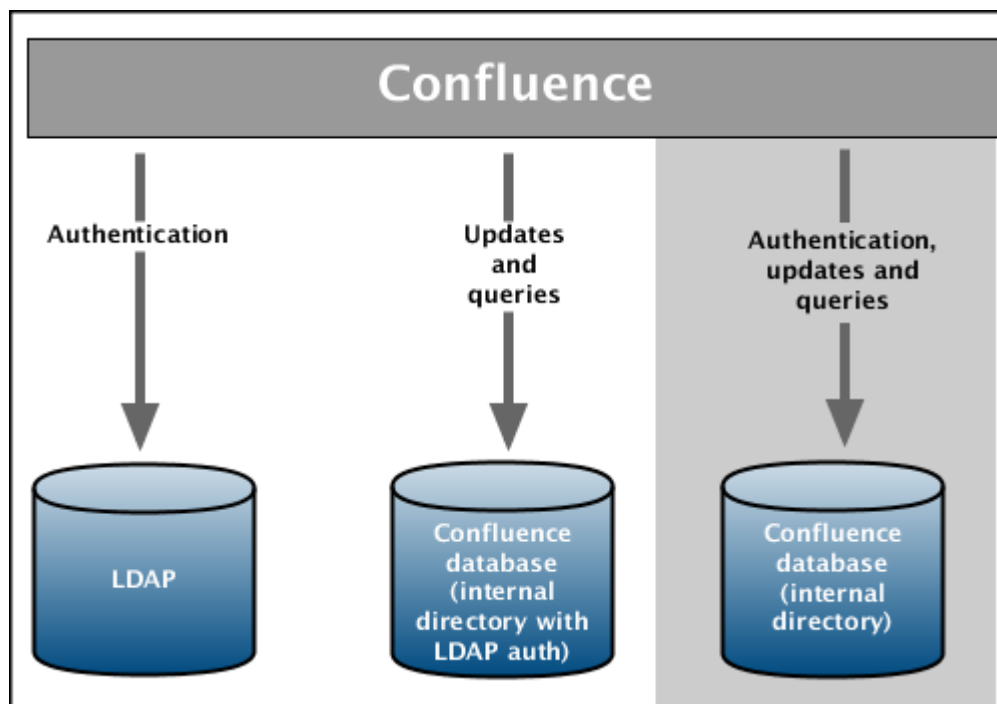 Confluence
Authentication
Updates
and
queries
Authentication,
updates and
queries
LDAP
Confluence
database
(internal
directory with
LDAP auth)
Confluence
database
(internal
directory)